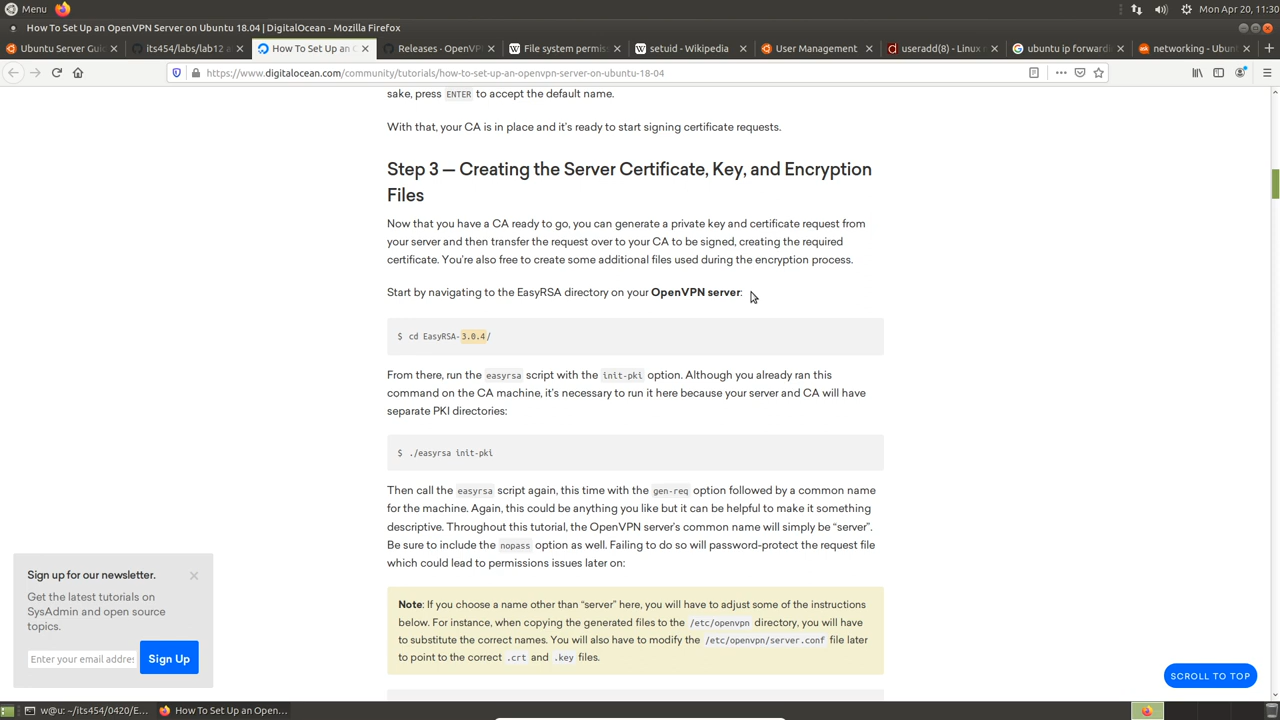 Menu
Mon Apr 20, 11:30
How To Set Up an OpenVPN Server on Ubuntu 18.04 | DigitalOcean - Mozilla Firefox
Ubuntu Server Guid
its454/labs/lab12 a
How To Set Up an O
Releases - OpenVP
File system permis
setuid - Wikipedia
User Management
useradd(8) - Linux m
ubuntu ip forwardin
networking - Ubunt
https://www.digitalocean.com/community/tutorials/how-to-set-up-an-openvpn-server-on-ubuntu-18-04
sake, press ENTER to accept the default name.
With that, your CA is in place and it's ready to start signing certificate requests.
Step 3 — Creating the Server Certificate, Key, and Encryption
Files
Now that you have a CA ready to go, you can generate a private key and certificate request from
your server and then transfer the request over to your CA to be signed, creating the required
certificate. You're also free to create some additional files used during the encryption process.
Start by navigating to the EasyRSA directory on your OpenVPN server:
$ cd EasyRSA-3.0.4/
From there, run the easyrsa script with the init-pki option. Although you already ran this
command on the CA machine, it's necessary to run it here because your server and CA will have
separate PKI directories:
$ ./easyrsa init-pki
Then call the easyrsa script again, this time with the gen-req option followed by a common name
for the machine. Again, this could be anything you like but it can be helpful to make it something
descriptive. Throughout this tutorial, the OpenVPN server's common name will simply be “server”.
Be sure to include the nopass option as well. Failing to do so will password-protect the request file
which could lead to permissions issues later on:
Note: If you choose a name other than “server” here, you will have to adjust some of the instructions
below. For instance, when copying the generated files to the /etc/openvpn directory, you will have
to substitute the correct names. You will also have to modify the /etc/openvpn/server.conf file later
to point to the correct .crt and .key files.
Sign up for our newsletter.
Get the latest tutorials on
SysAdmin and open source
topics.
Enter your email addres
Sign Up
SCROLL TO TOP
w@u: ~/its454/0420/E...
How To Set Up an Open...